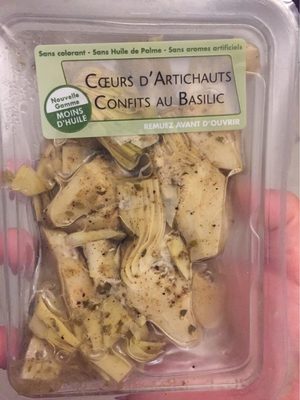 Sans colorant - Sans Huile de Palme - Sans aromes artificiels
CŒURS D'ARTICHAUTS
CONFITS AU BASILIC
Nouvelle Gamme
MOINS
D'HUILE
REMUEZ AVANT D'OUVRIR